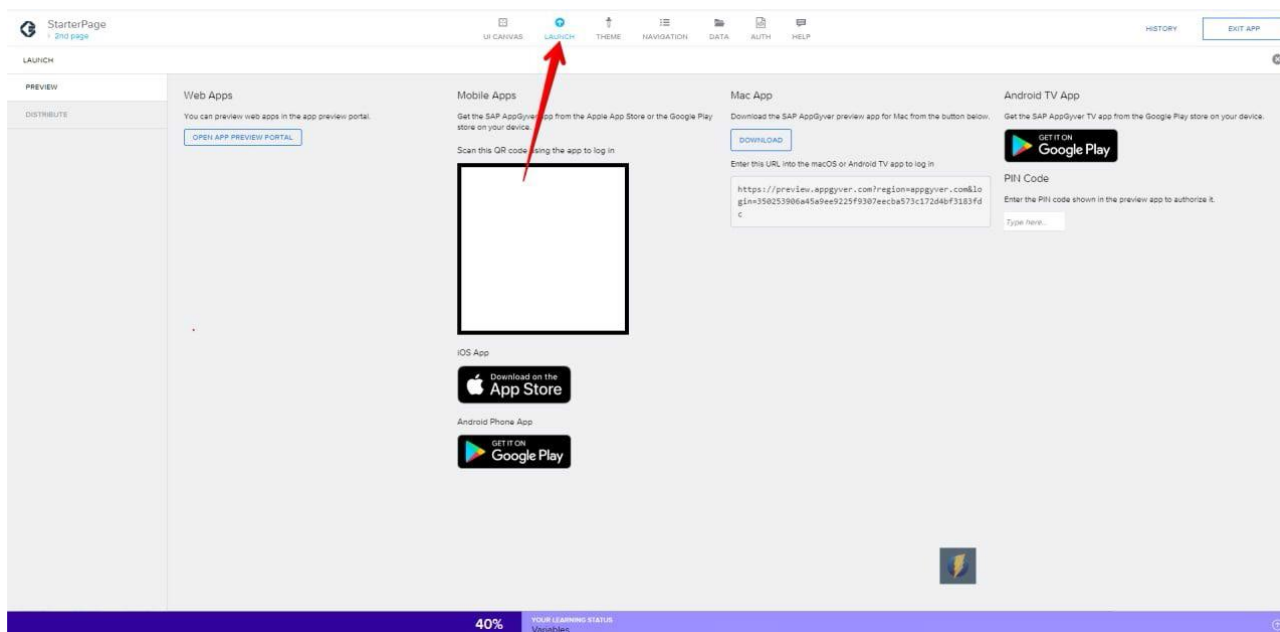 StarterPage
2nd page
UI CANVAS
LAUNCH
THEME
NAVIGATION
DATA
AUTH
HELP
HISTORY
EXIT APP
LAUNCH
PREVIEW
DISTRIBUTE
Web Apps
You can preview web apps in the app preview portal.
OPEN APP PREVIEW PORTAL
Mobile Apps
Get the SAP AppGyver app from the Apple App Store or the Google Play
store on your device.
Scan this QR code using the app to log in
iOS App
Download on the
App Store
Android Phone App
GET IT ON
Google Play
Mac App
Download the SAP AppGyver preview app for Mac from the button below.
DOWNLOAD
Enter this URL into the macOS or Android TV app to log in
https://preview.appgyver.com?region=appgyver.com&lo
gin=350253906a45a9ee9225f9307eecba573c172d4bf3183fd
c
Android TV App
Get the SAP AppGyver TV app from the Google Play store on your device.
GET IT ON
Google Play
PIN Code
Enter the PIN code shown in the preview app to authorize it.
Type here..
40%
YOUR LEARNING STATUS
Variables